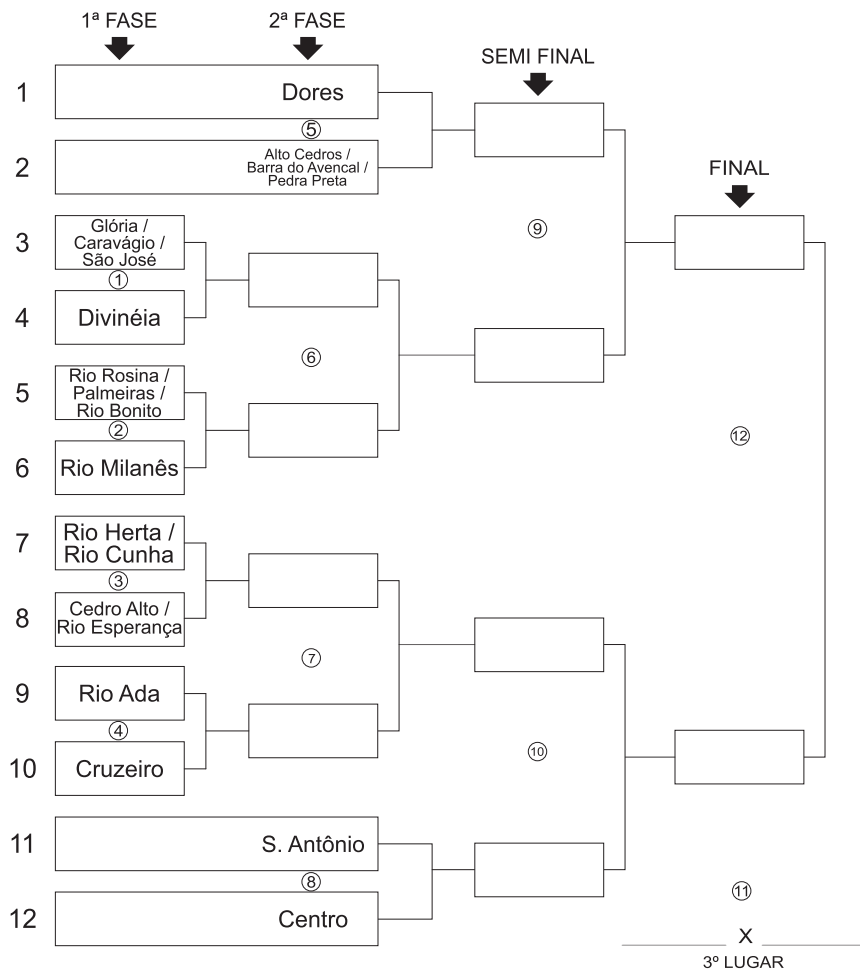 1ª FASE
2ª FASE
SEMI FINAL
FINAL
1
Dores
⑤
2
Alto Cedros /
Barra do Avencal /
Pedra Preta
3
Glória /
Caravágio /
São José
①
4
Divinéia
⑨
⑥
5
Rio Rosina /
Palmeiras /
Rio Bonito
②
6
Rio Milanês
⑫
7
Rio Herta /
Rio Cunha
③
8
Cedro Alto /
Rio Esperança
⑦
9
Rio Ada
④
10
Cruzeiro
⑩
11
S. Antônio
⑧
12
Centro
⑪
X
3º LUGAR